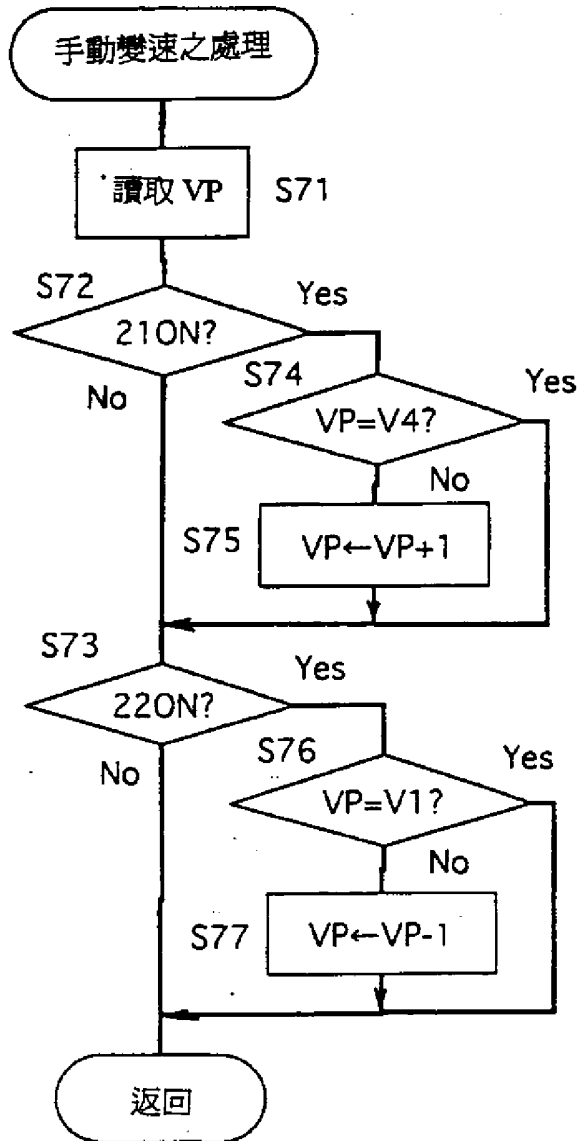 手動變速之處理
讀取 VP
S71
S72
Yes
21ON?
No
S74
Yes
VP=V4?
No
S75
VP←VP+1
S73
Yes
22ON?
No
S76
Yes
VP=V1?
No
S77
VP←VP-1
返回